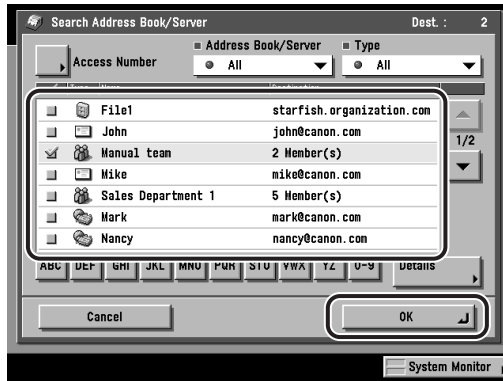 Search Address Book/Server Dest. : 2
Address Book/Server Type
Access Number All All
Type Name Destination
File1 starfish.organization.com
John john@canon.com
1/2
Manual team 2 Member(s)
Mike mike@canon.com
Sales Department 1 5 Member(s)
Mark mark@canon.com
Nancy nancy@canon.com
ABC DEF GHI JKL MNO PQR STU VWX YZ 0-9 Details
Cancel OK
System Monitor